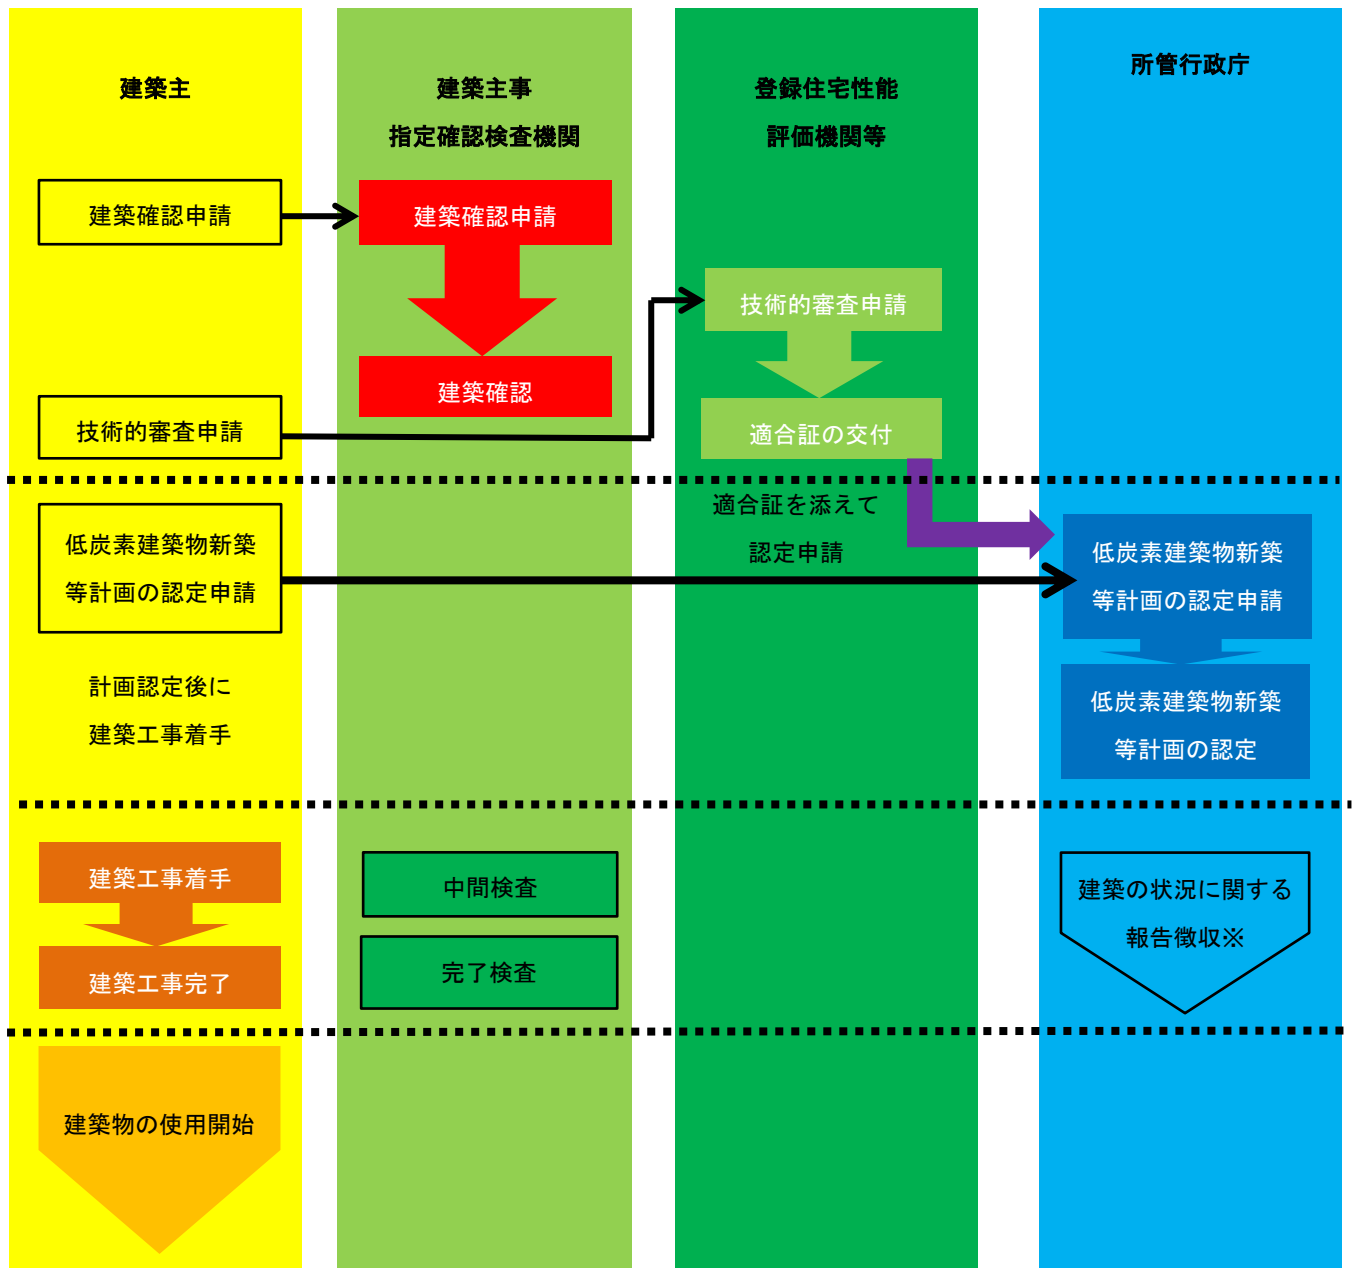 建築主
建築主事
指定確認検査機関
登録住宅性能
評価機関等
所管行政庁
建築確認申請
建築確認申請
技術的審査申請
建築確認
技術的審査申請
適合証の交付
適合証を添えて
認定申請
低炭素建築物新築
等計画の認定申請
低炭素建築物新築
等計画の認定申請
計画認定後に
建築工事着手
低炭素建築物新築
等計画の認定
建築工事着手
中間検査
建築の状況に関する
報告徴収※
建築工事完了
完了検査
建築物の使用開始